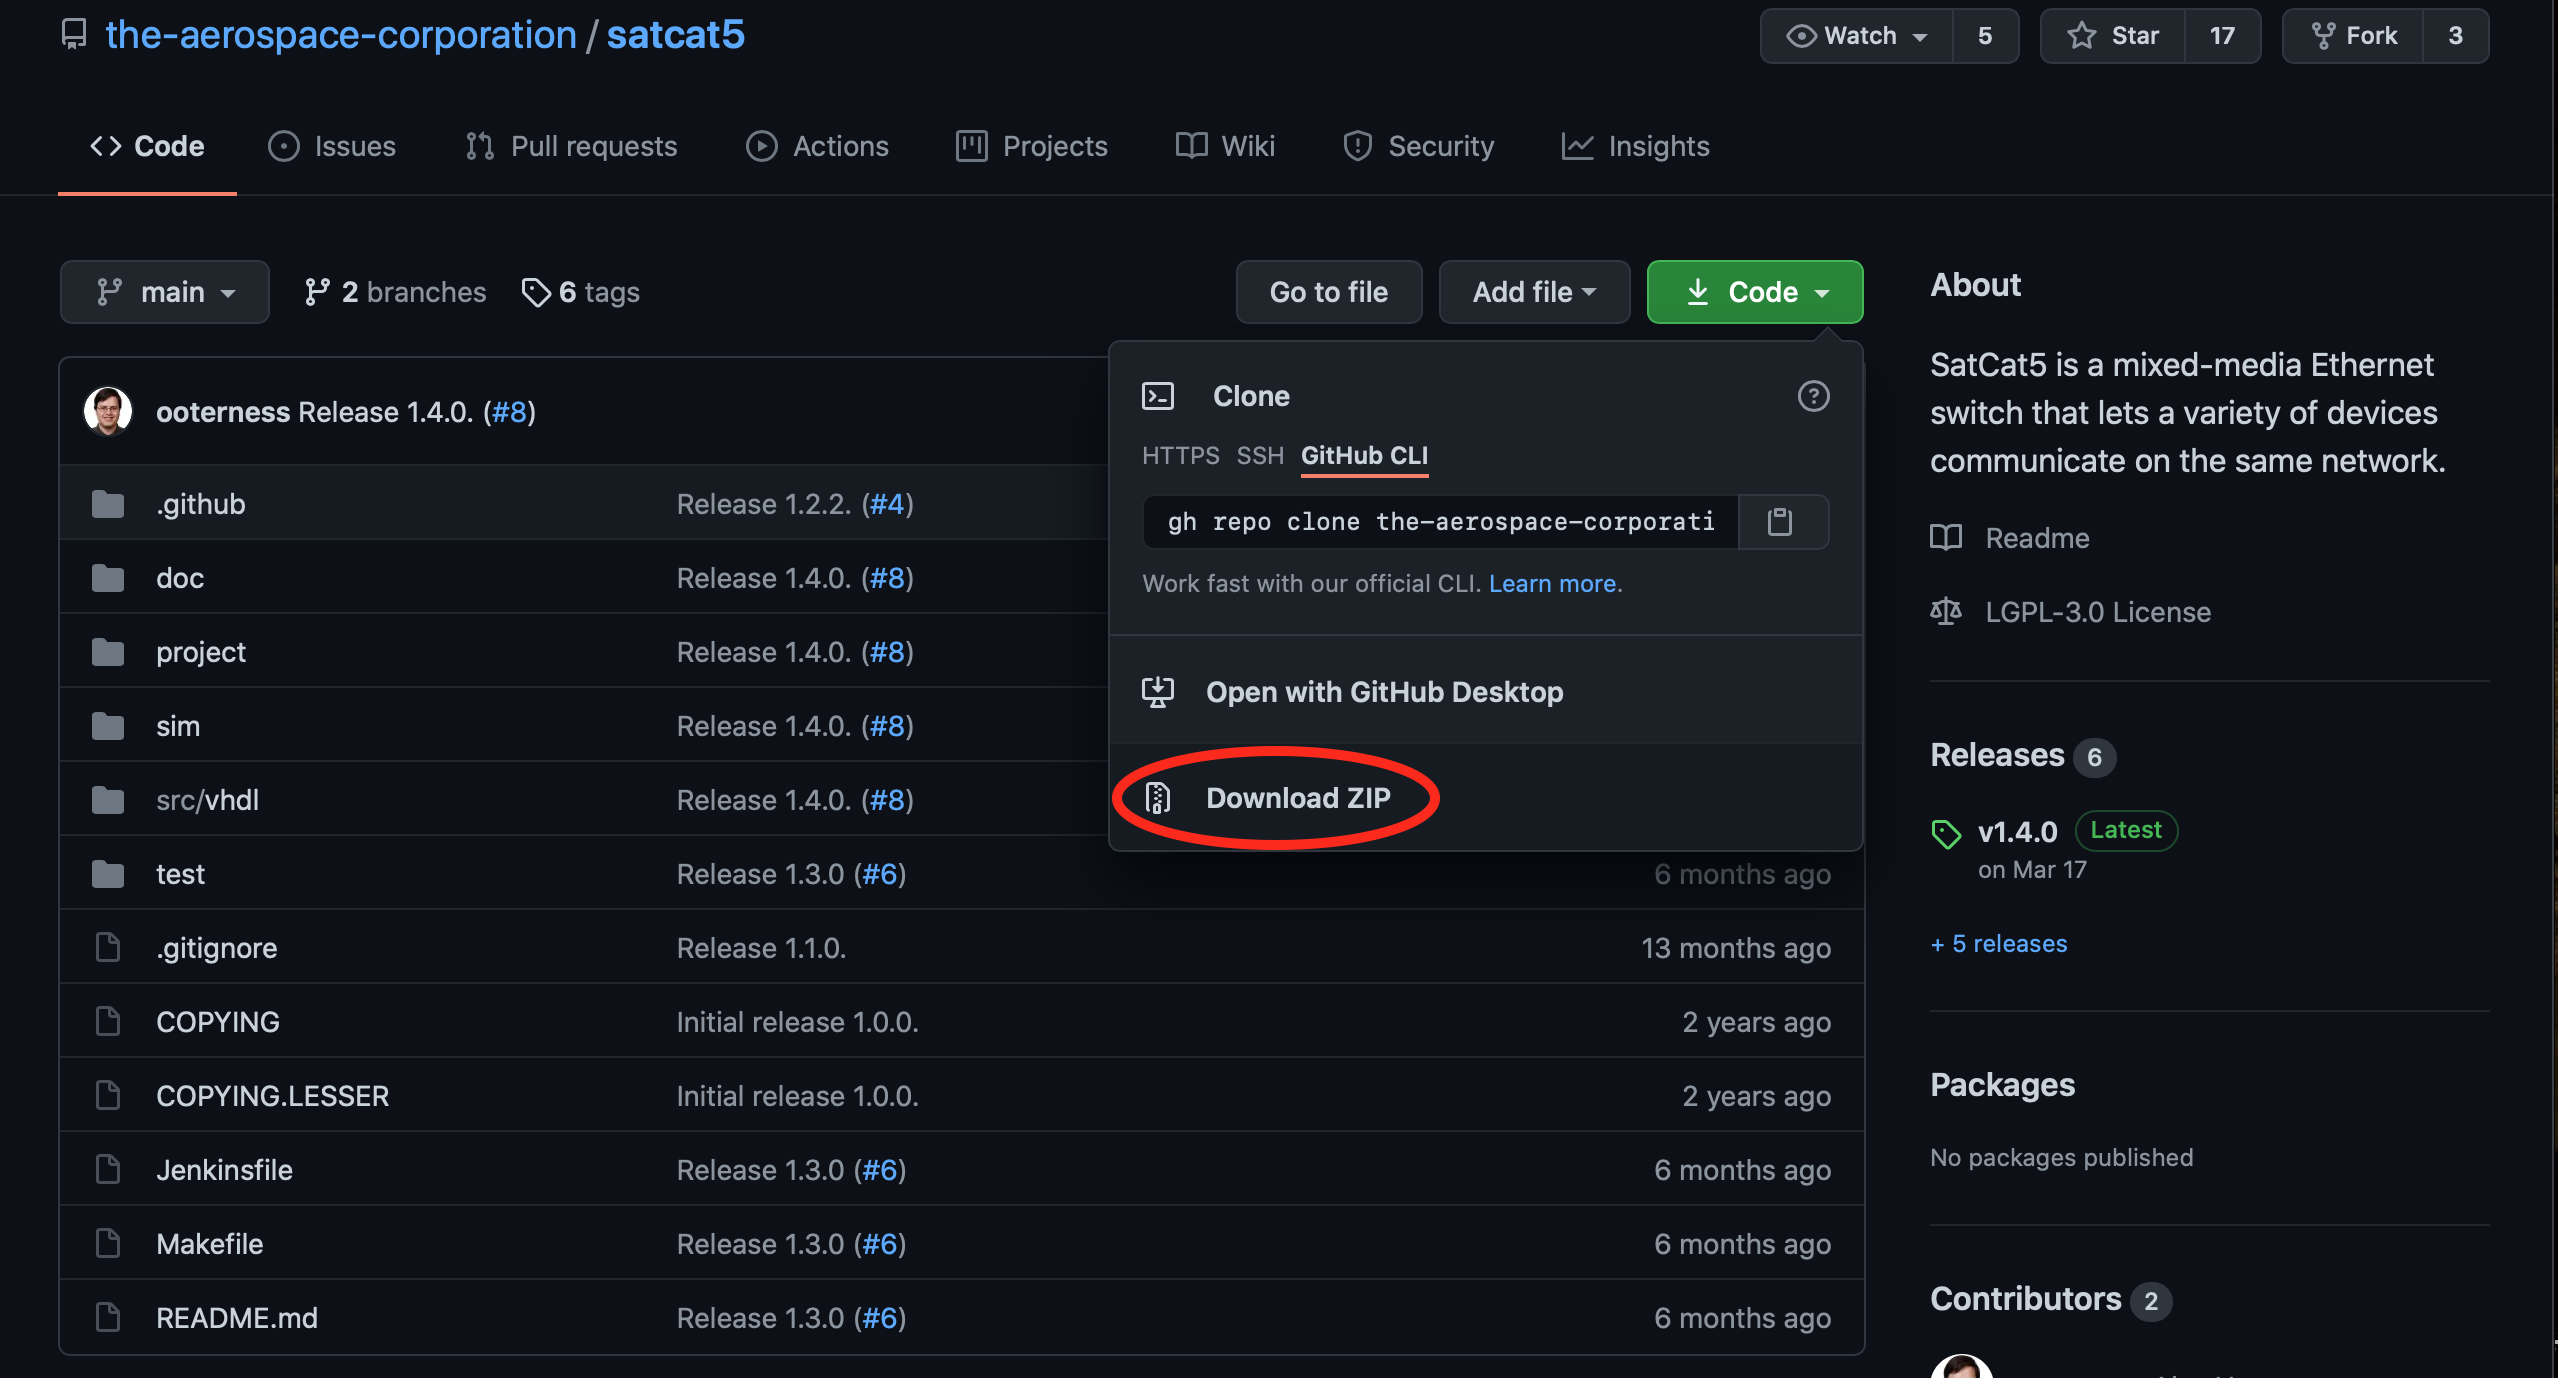 the-aerospace-corporation / satcat5
Watch 5 Star 17 Fork 3
Code Issues Pull requests Actions Projects Wiki Security Insights
main 2 branches 6 tags Go to file Add file Code
ooterness Release 1.4.0. (#8)
.github Release 1.2.2. (#4)
doc Release 1.4.0. (#8)
project Release 1.4.0. (#8)
sim Release 1.4.0. (#8)
src/vhdl Release 1.4.0. (#8)
test Release 1.3.0 (#6) 6 months ago
.gitignore Release 1.1.0. 13 months ago
COPYING Initial release 1.0.0. 2 years ago
COPYING.LESSER Initial release 1.0.0. 2 years ago
Jenkinsfile Release 1.3.0 (#6) 6 months ago
Makefile Release 1.3.0 (#6) 6 months ago
README.md Release 1.3.0 (#6) 6 months ago
Clone
HTTPS SSH GitHub CLI
gh repo clone the-aerospace-corporati
Work fast with our official CLI. Learn more.
Open with GitHub Desktop
Download ZIP
About
SatCat5 is a mixed-media Ethernet
switch that lets a variety of devices
communicate on the same network.
Readme
LGPL-3.0 License
Releases 6
v1.4.0 Latest
on Mar 17
+ 5 releases
Packages
No packages published
Contributors 2